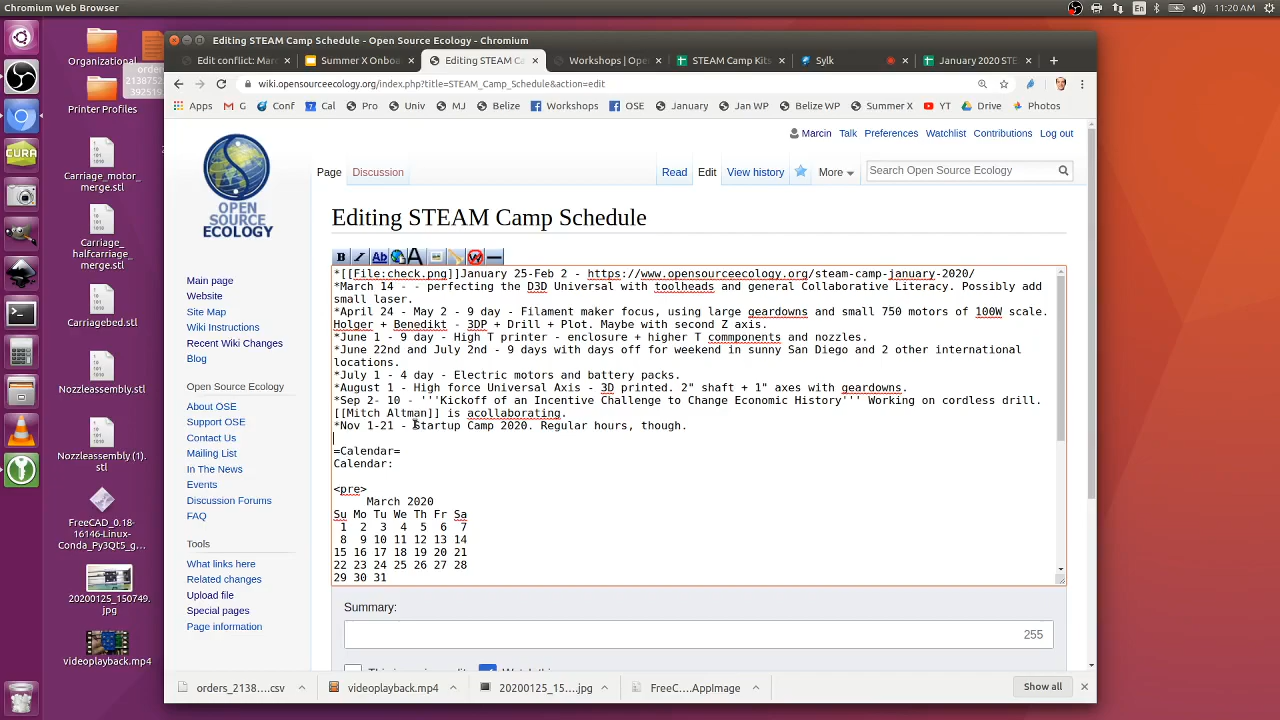 Chromium Web Browser
En
11:20 AM
Organizational
Printer Profiles
Carriage_motor_
merge.stl
Carriage_
halfcarriage_
merge.stl
Carriagebed.stl
Nozzleassembly.stl
Nozzleassembly (1).
stl
FreeCAD_0.18-
16146-Linux-
Conda_Py3Qt5_g...
20200125_150749.
jpg
videoplayback.mp4
orders_
2138752
392519
Editing STEAM Camp Schedule - Open Source Ecology - Chromium
Edit conflict: Marc
Summer X Onboa
Editing STEAM C
Workshops | Ope
STEAM Camp Kits
Sylk
January 2020 STE
wiki.opensourceecology.org/index.php?title=STEAM_Camp_Schedule&action=edit
Apps
G
Conf
Cal
Pro
Univ
MJ
Belize
Workshops
OSE
January
Jan WP
Belize WP
Summer X
YT
Drive
Photos
Marcin Talk Preferences Watchlist Contributions Log out
Page Discussion Read Edit View history More
Search Open Source Ecology
OPEN
SOURCE
ECOLOGY
Editing STEAM Camp Schedule
B I Ab A
*[[File:check.png]]January 25-Feb 2 - https://www.opensourceecology.org/steam-camp-january-2020/
*March 14 - - perfecting the D3D Universal with toolheads and general Collaborative Literacy. Possibly add
small laser.
*April 24 - May 2 - 9 day - Filament maker focus, using large geardowns and small 750 motors of 100W scale.
Holger + Benedikt - 3DP + Drill + Plot. Maybe with second Z axis.
*June 1 - 9 day - High T printer - enclosure + higher T commponents and nozzles.
*June 22nd and July 2nd - 9 days with days off for weekend in sunny San Diego and 2 other international
locations.
*July 1 - 4 day - Electric motors and battery packs.
*August 1 - High force Universal Axis - 3D printed. 2" shaft + 1" axes with geardowns.
*Sep 2- 10 - '''Kickoff of an Incentive Challenge to Change Economic History''' Working on cordless drill.
[[Mitch Altman]] is acollaborating.
*Nov 1-21 - Startup Camp 2020. Regular hours, though.
=Calendar=
Calendar:
<pre>
March 2020
Su Mo Tu We Th Fr Sa
1 2 3 4 5 6 7
8 9 10 11 12 13 14
15 16 17 18 19 20 21
22 23 24 25 26 27 28
29 30 31
Summary:
255
Main page
Website
Site Map
Wiki Instructions
Recent Wiki Changes
Blog
Open Source Ecology
About OSE
Support OSE
Contact Us
Mailing List
In The News
Events
Discussion Forums
FAQ
Tools
What links here
Related changes
Upload file
Special pages
Page information
orders_2138....csv
videoplayback.mp4
20200125_15....jpg
FreeC....AppImage
Show all